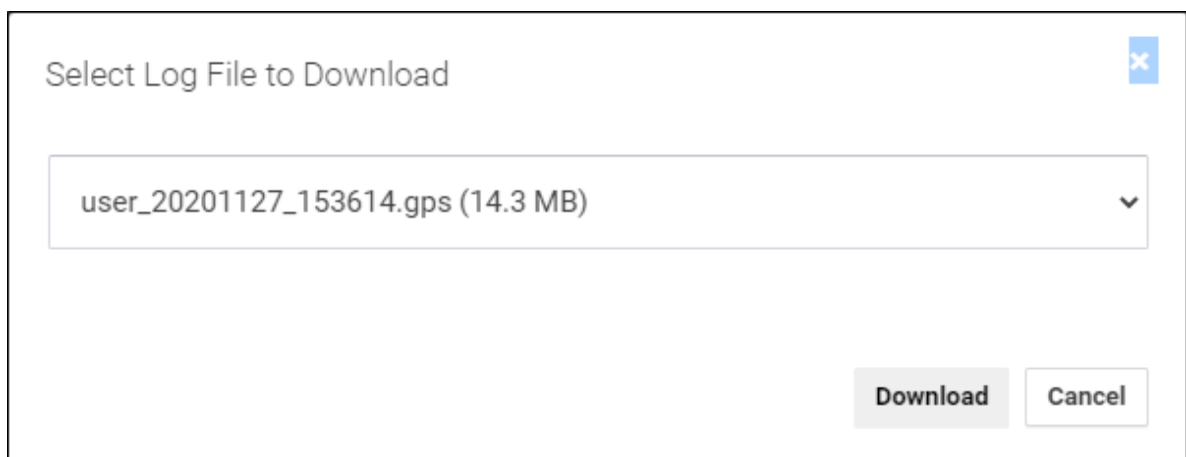 Select Log File to Download
user_20201127_153614.gps (14.3 MB)
Download Cancel